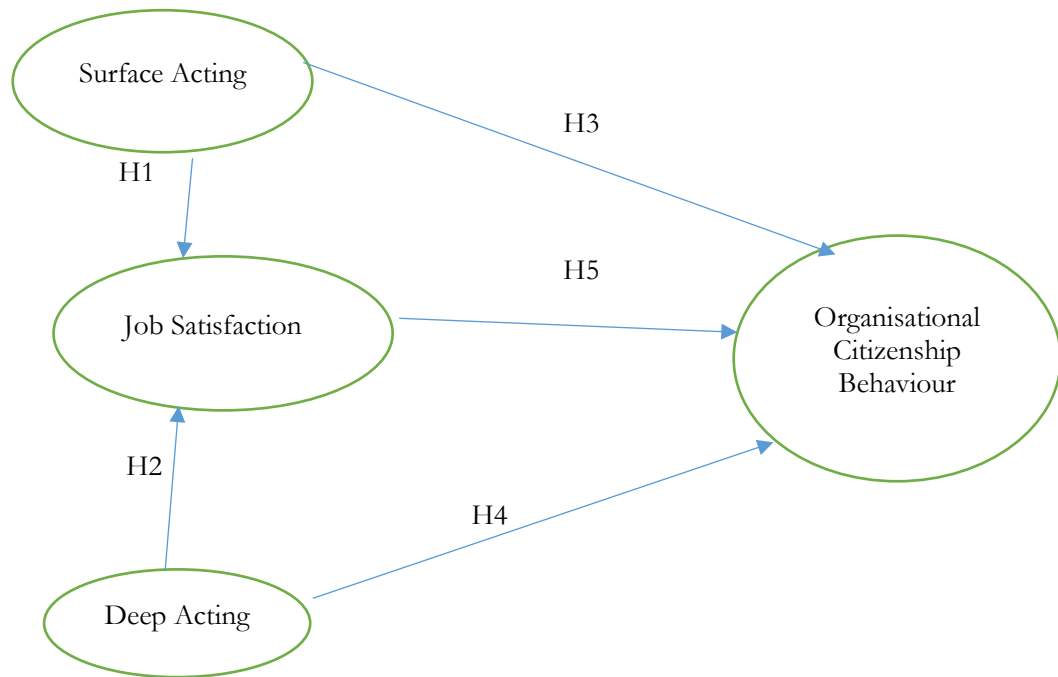 Surface Acting
H3
H1
H5
Job Satisfaction
Organisational
Citizenship
Behaviour
H2
H4
Deep Acting